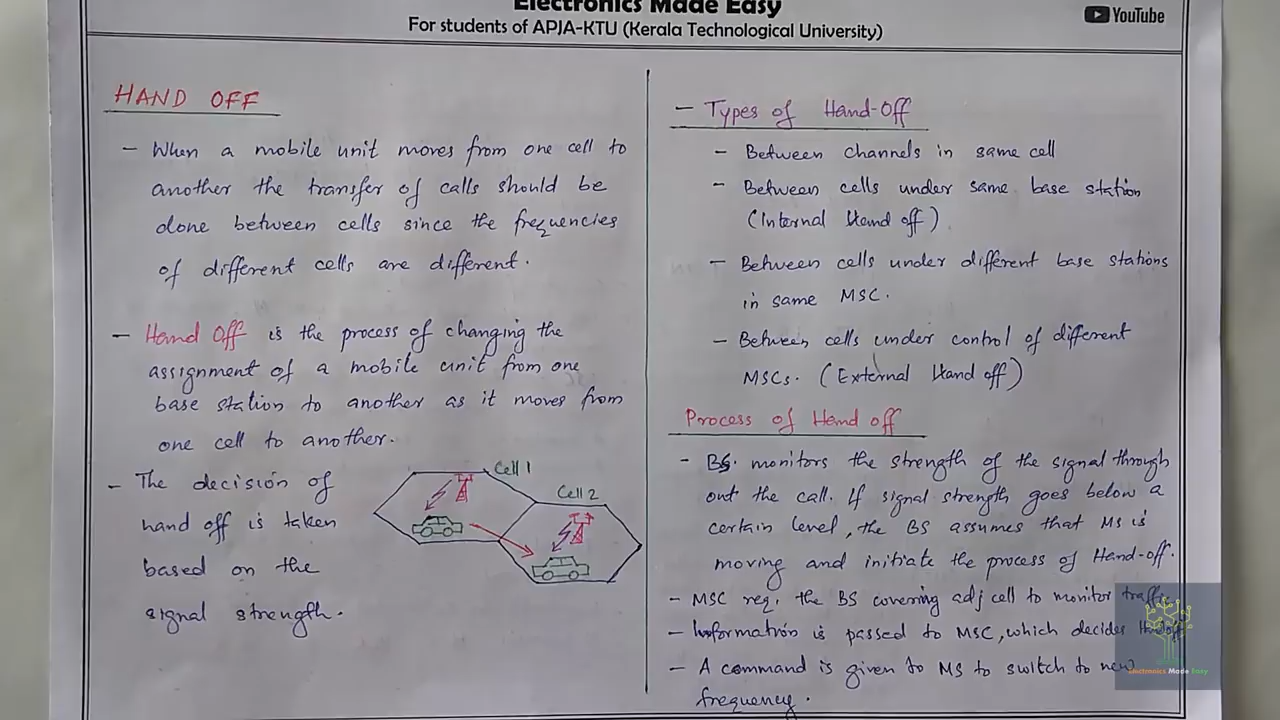 Electronics Made Easy
For students of APJA-KTU (Kerala Technological University)
YouTube
HAND OFF
- When a mobile unit moves from one cell to
another the transfer of calls should be
done between cells since the frequencies
of different cells are different.
- Hand Off is the process of changing the
assignment of a mobile unit from one
base station to another as it moves from
one cell to another.
- The decision of
hand off is taken
based on the
signal strength.
Cell 1
Cell 2
- Types of Hand-Off
- Between channels in same cell
- Between cells under same base station
(Internal Hand off)
- Between cells under different base stations
in same MSC.
- Between cells under control of different
MSCs. (External Hand off)
Process of Hand off
- BS. monitors the strength of the signal through
out the call. If signal strength goes below a
certain level, the BS assumes that MS is
moving and initiate the process of Hand-off.
- MSC req. the BS covering adj cell to monitor traffic
- Information is passed to MSC, which decides Handoff
- A command is given to MS to switch to new
frequency.
Electronics Made Easy